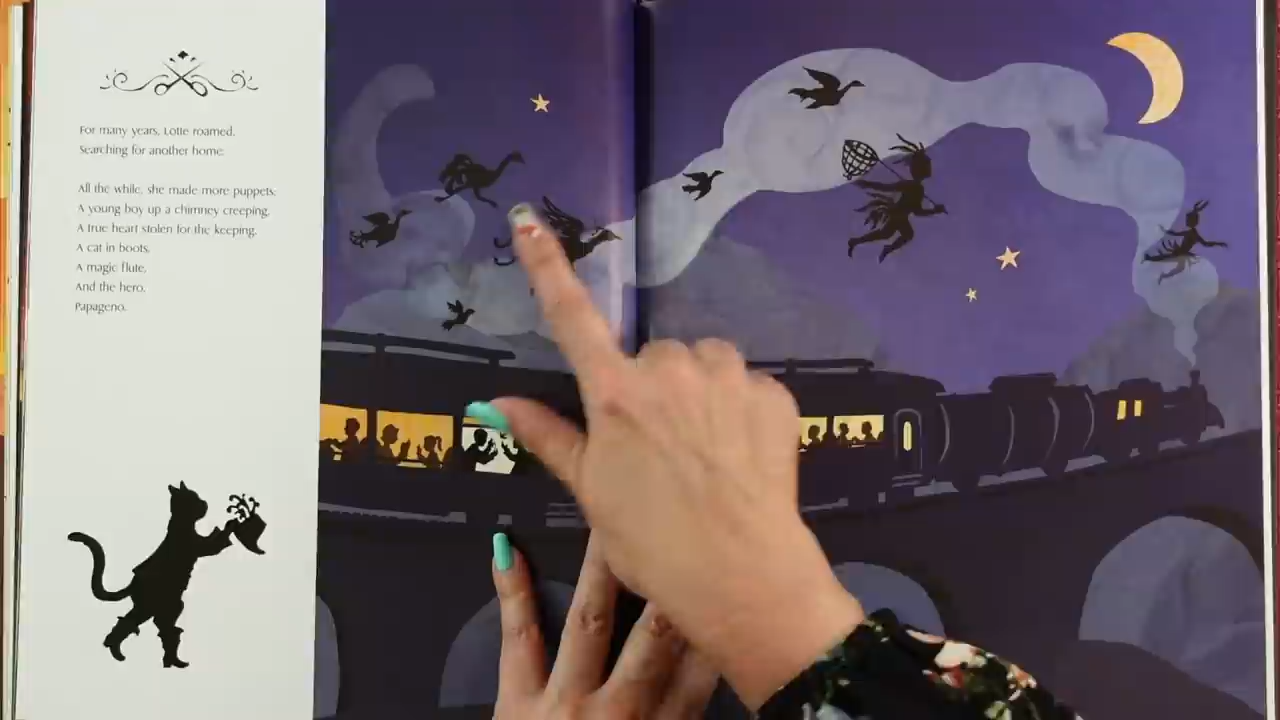 For many years, Lotte roamed,
Searching for another home.
All the while, she made more puppets:
A young boy up a chimney creeping,
A true heart stolen for the keeping.
A cat in boots,
A magic flute,
And the hero,
Papageno.